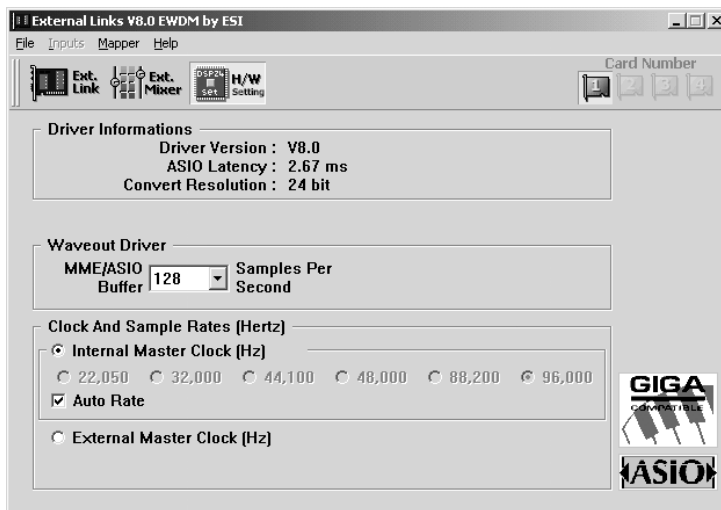 External Links V8.0 EWDM by ESI
File Inputs Mapper Help
Ext. Link
Ext. Mixer
DSP24 set
H/W Setting
Card Number
1 2 3 4
Driver Informations
Driver Version : V8.0
ASIO Latency : 2.67 ms
Convert Resolution : 24 bit
Waveout Driver
MME/ASIO Buffer
128
Samples Per Second
Clock And Sample Rates (Hertz)
Internal Master Clock (Hz)
22,050 32,000 44,100 48,000 88,200 96,000
Auto Rate
External Master Clock (Hz)
GIGA
COMPATIBLE
ASiO